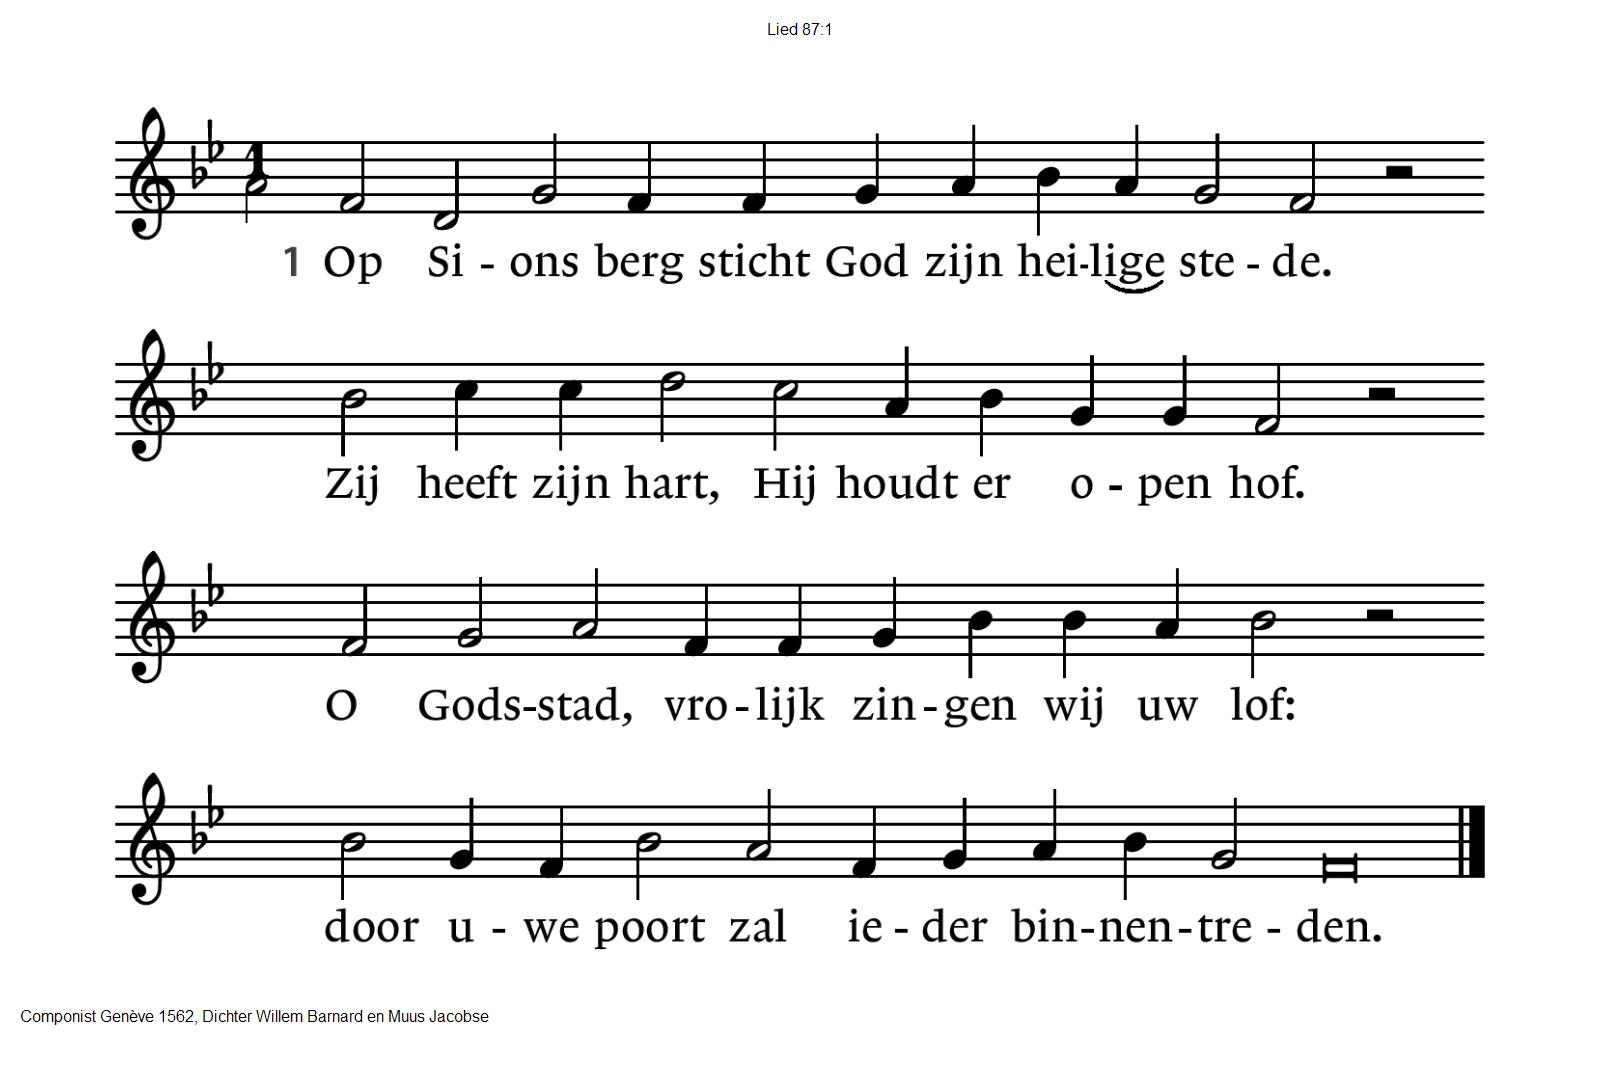 Lied 87:1
1 Op Si - ons berg sticht God zijn hei-lige ste - de.
Zij heeft zijn hart, Hij houdt er o - pen hof.
O Gods-stad, vro-lijk zin-gen wij uw lof:
door u - we poort zal ie - der bin-nen-tre - den.
Componist Genève 1562, Dichter Willem Barnard en Muus Jacobse